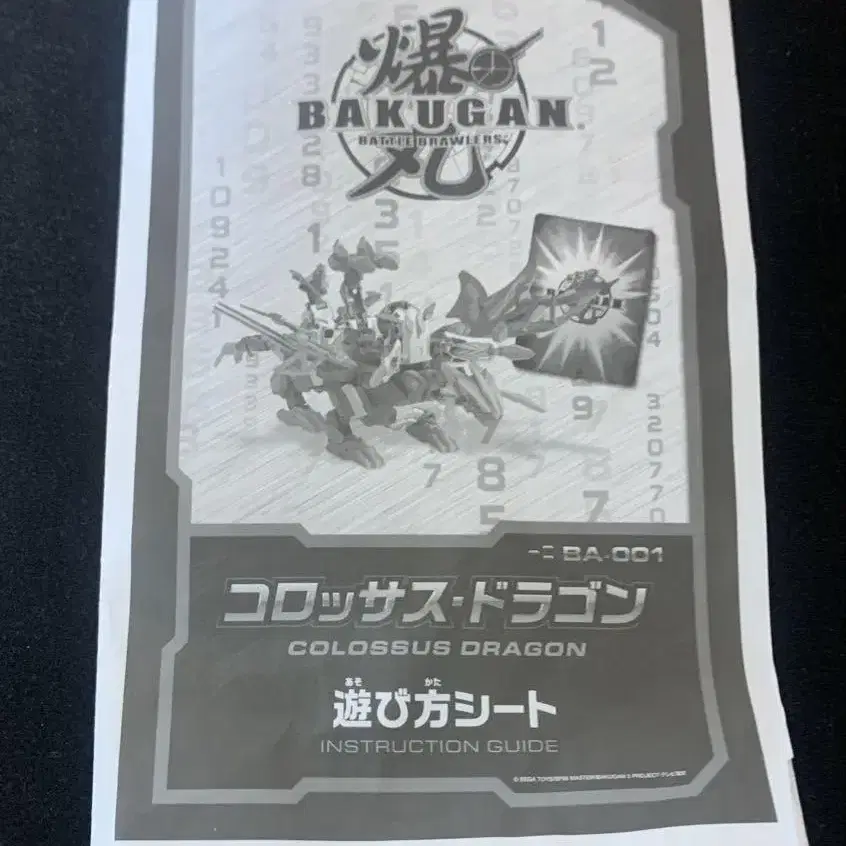 爆丸
BAKUGAN.
BATTLE BRAWLERS
BA-001
コロッサス・ドラゴン
COLOSSUS DRAGON
あそ かた
遊び方シート
INSTRUCTION GUIDE